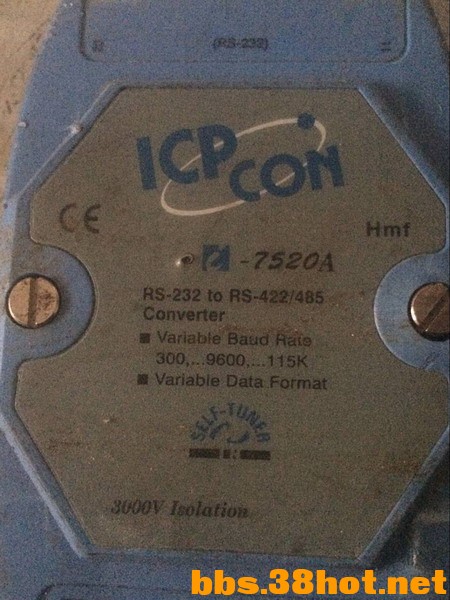 (RS-232)
ICP CON
CE
Hmf
-7520A
RS-232 to RS-422/485
Converter
■ Variable Baud Rate
300,...9600,...115K
■ Variable Data Format
SELF-TUNER
3000V Isolation
bbs.38hot.net